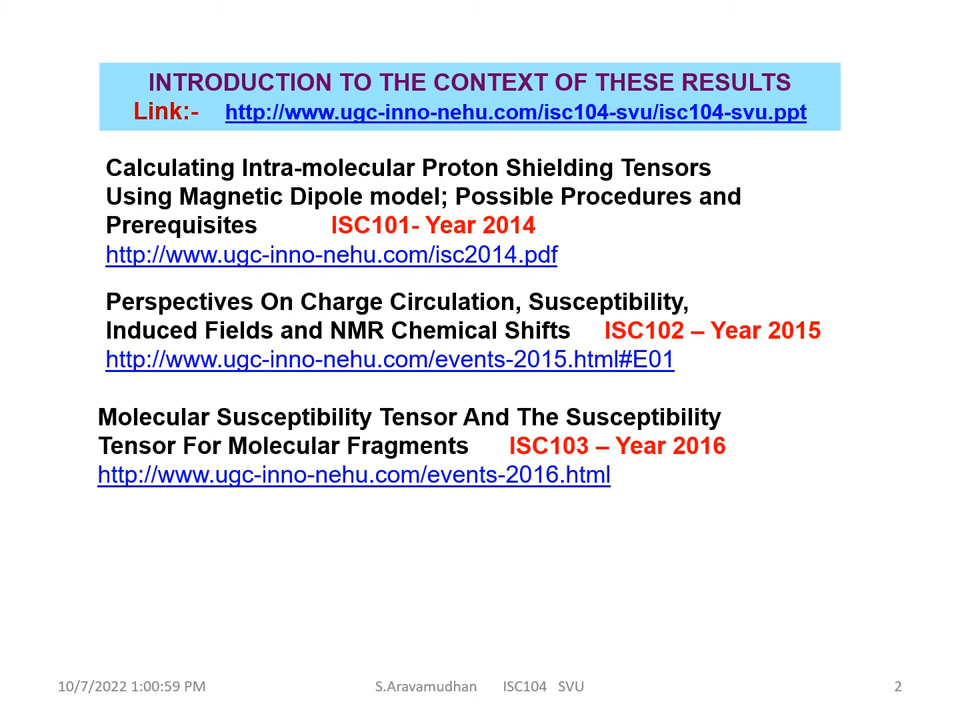 INTRODUCTION TO THE CONTEXT OF THESE RESULTS
Link:- http://www.ugc-inno-nehu.com/isc104-svu/isc104-svu.ppt
Calculating Intra-molecular Proton Shielding Tensors
Using Magnetic Dipole model; Possible Procedures and
Prerequisites ISC101- Year 2014
http://www.ugc-inno-nehu.com/isc2014.pdf
Perspectives On Charge Circulation, Susceptibility,
Induced Fields and NMR Chemical Shifts ISC102 – Year 2015
http://www.ugc-inno-nehu.com/events-2015.html#E01
Molecular Susceptibility Tensor And The Susceptibility
Tensor For Molecular Fragments ISC103 – Year 2016
http://www.ugc-inno-nehu.com/events-2016.html
10/7/2022 1:00:59 PM S.Aravamudhan ISC104 SVU 2